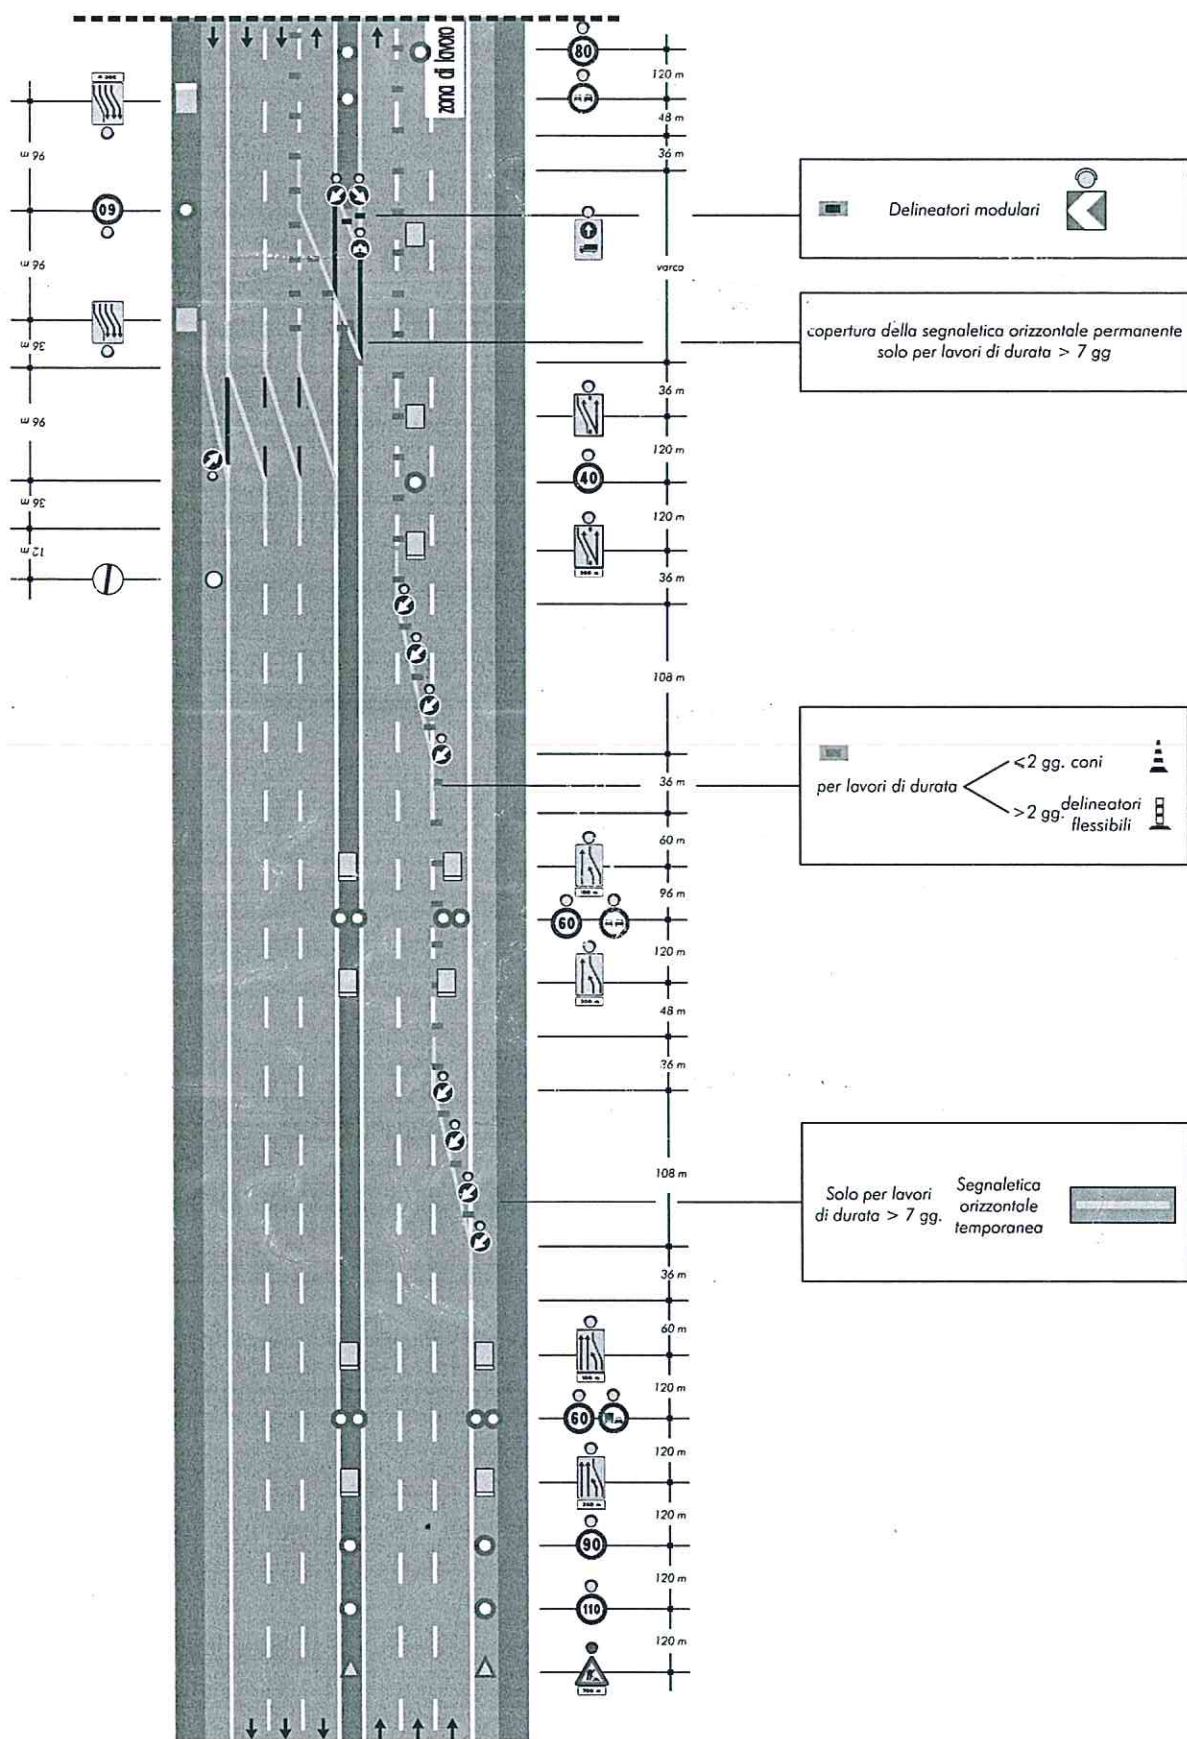 zona di lavoro
80
120 m
48 m
36 m
96 m
60
96 m
36 m
96 m
36 m
12 m
varco
36 m
120 m
40
120 m
36 m
108 m
36 m
60 m
96 m
60
120 m
48 m
36 m
108 m
36 m
60 m
120 m
60
120 m
120 m
90
120 m
110
120 m
Delineatori modulari
copertura della segnaletica orizzontale permanente
solo per lavori di durata > 7 gg
per lavori di durata
≤2 gg. coni
>2 gg. delineatori
flessibili
Solo per lavori
di durata > 7 gg.
Segnaletica
orizzontale
temporanea